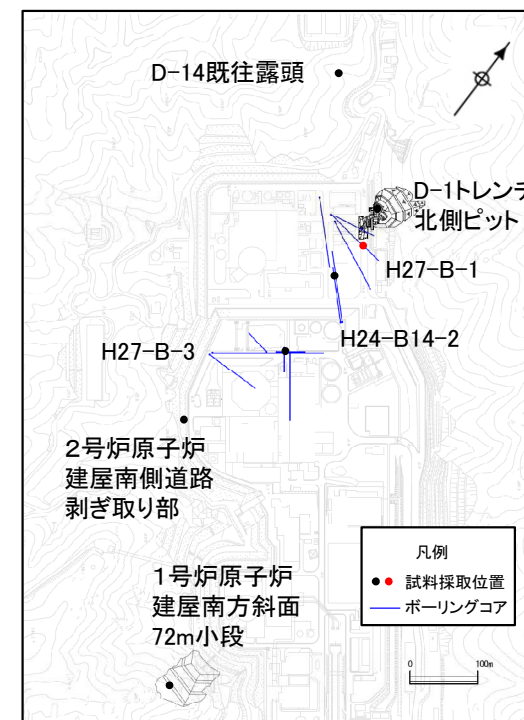 D-14既往露頭
D-1トレンチ
北側ピット
H27-B-1
H24-B14-2
H27-B-3
2号炉原子炉
建屋南側道路
剥ぎ取り部
1号炉原子炉
建屋南方斜面
72m小段
凡例
試料採取位置
ボーリングコア
0 100m